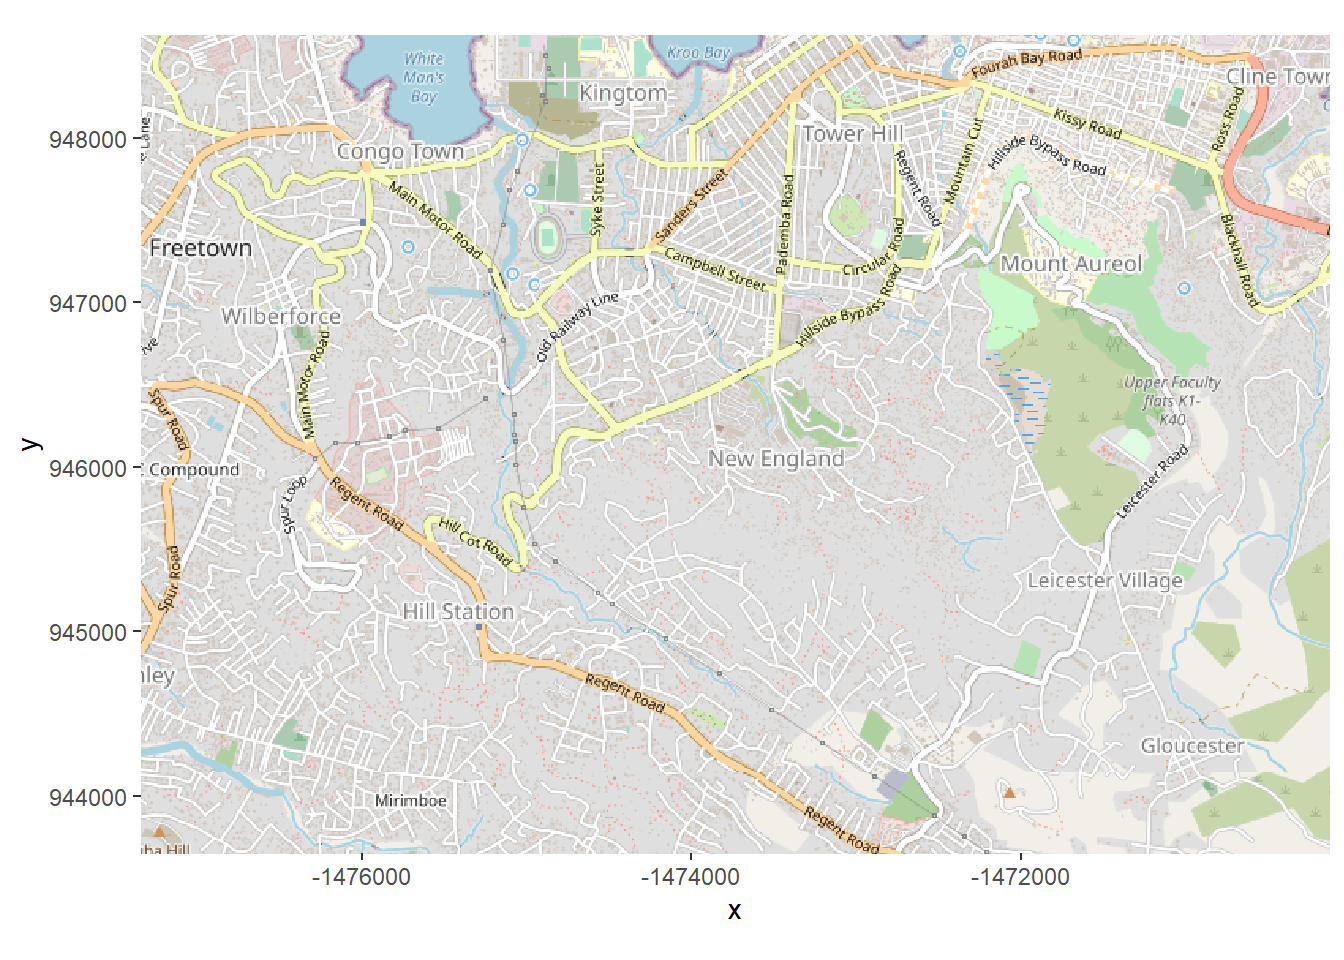 White
Man's
Bay
Kroo Bay
Fourah Bay Road
Cline Town
Kingtom
Ross Road
948000
e Lane
Congo Town
Tower Hill
Kissy Road
Mountain Cut
Hillside Bypass Road
Regent Road
Syke Street
Sanders Street
Pademba Road
Main Motor Road
Freetown
Circular Road
Campbell Street
Mount Aureol
Blackhall Road
947000
Wilberforce
Old Railway Line
Hillside Bypass Road
rve
Main Motor Road
Upper Faculty
flats K1-
K40
Spur Road
y
946000
Compound
New England
Leicester Road
Spur Loop
Regent Road
Hill Cot Road
Spur Road
Leicester Village
Hill Station
945000
nley
Regent Road
Gloucester
944000
Mirimboe
Regent Road
uba Hill
-1476000
-1474000
-1472000
x